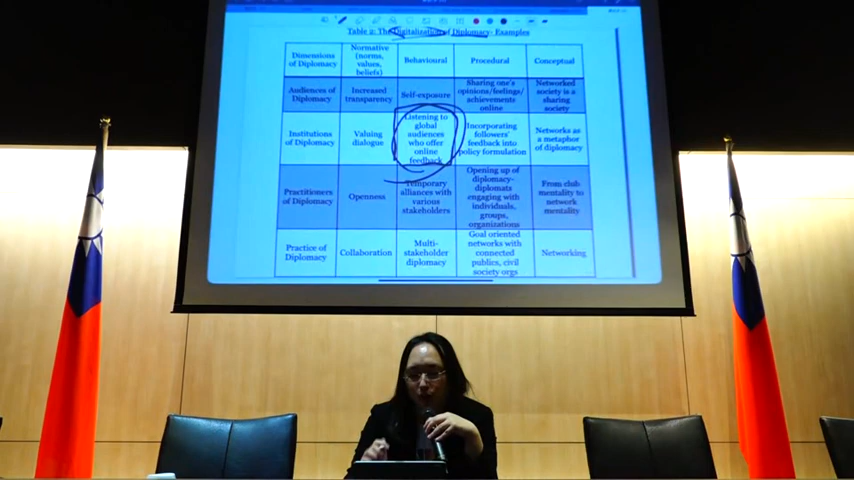 Table 2: The Digitalization of Diplomacy- Examples
Dimensions
of Diplomacy
Normative
(norms,
values,
beliefs)
Behavioural
Procedural
Conceptual
Audiences of
Diplomacy
Increased
transparency
Self-exposure
Sharing one's
opinions/feelings/
achievements
online
Networked
society is a
sharing
society
Institutions
of Diplomacy
Valuing
dialogue
Listening to
global
audiences
who offer
online
feedback
Incorporating
followers'
feedback into
policy formulation
Networks as
a metaphor
of diplomacy
Practitioners
of Diplomacy
Openness
Temporary
alliances with
various
stakeholders
Opening up of
diplomacy-
diplomats
engaging with
individuals,
groups,
organizations
From club
mentality to
network
mentality
Practice of
Diplomacy
Collaboration
Multi-
stakeholder
diplomacy
Goal oriented
networks with
connected
publics, civil
society orgs
Networking